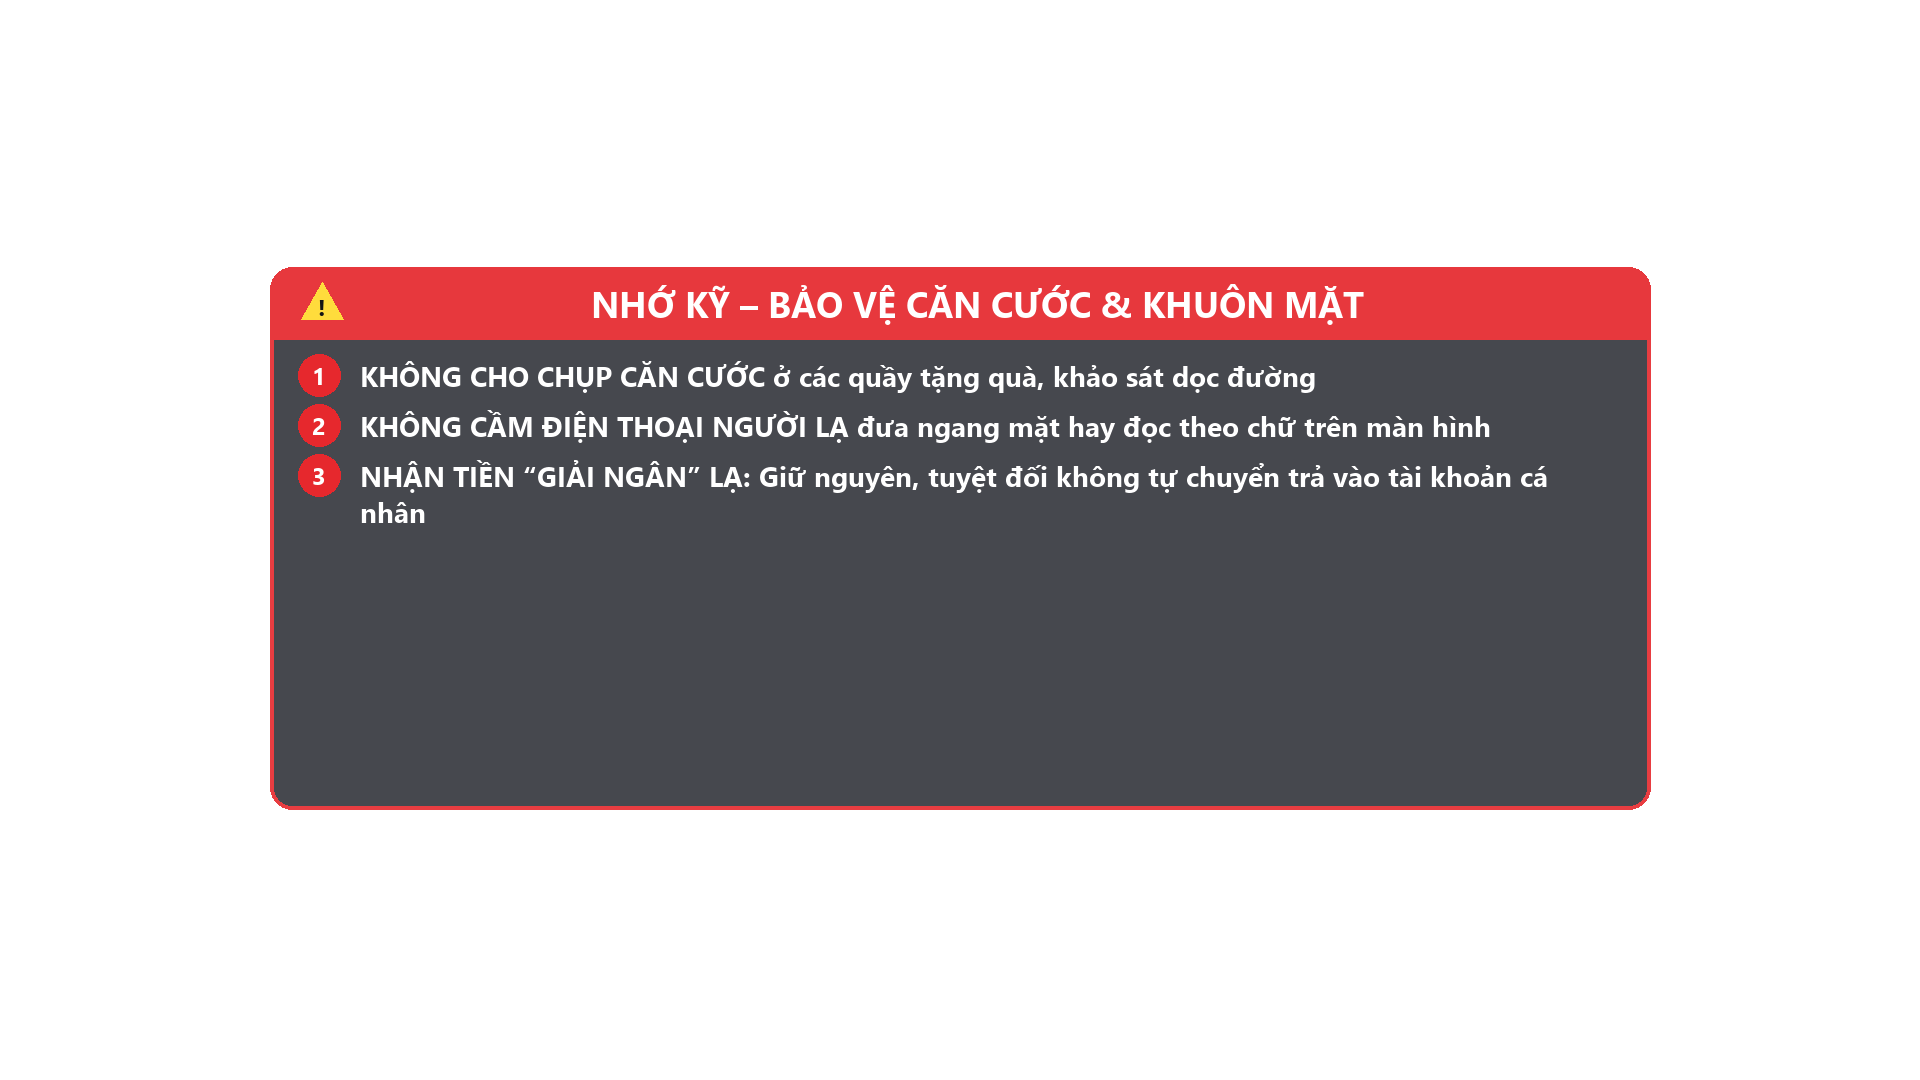 NHỚ KỸ – BẢO VỆ CĂN CƯỚC & KHUÔN MẶT
1 KHÔNG CHO CHỤP CĂN CƯỚC ở các quầy tặng quà, khảo sát dọc đường
2 KHÔNG CẦM ĐIỆN THOẠI NGƯỜI LẠ đưa ngang mặt hay đọc theo chữ trên màn hình
3 NHẬN TIỀN “GIẢI NGÂN” LẠ: Giữ nguyên, tuyệt đối không tự chuyển trả vào tài khoản cá
nhân